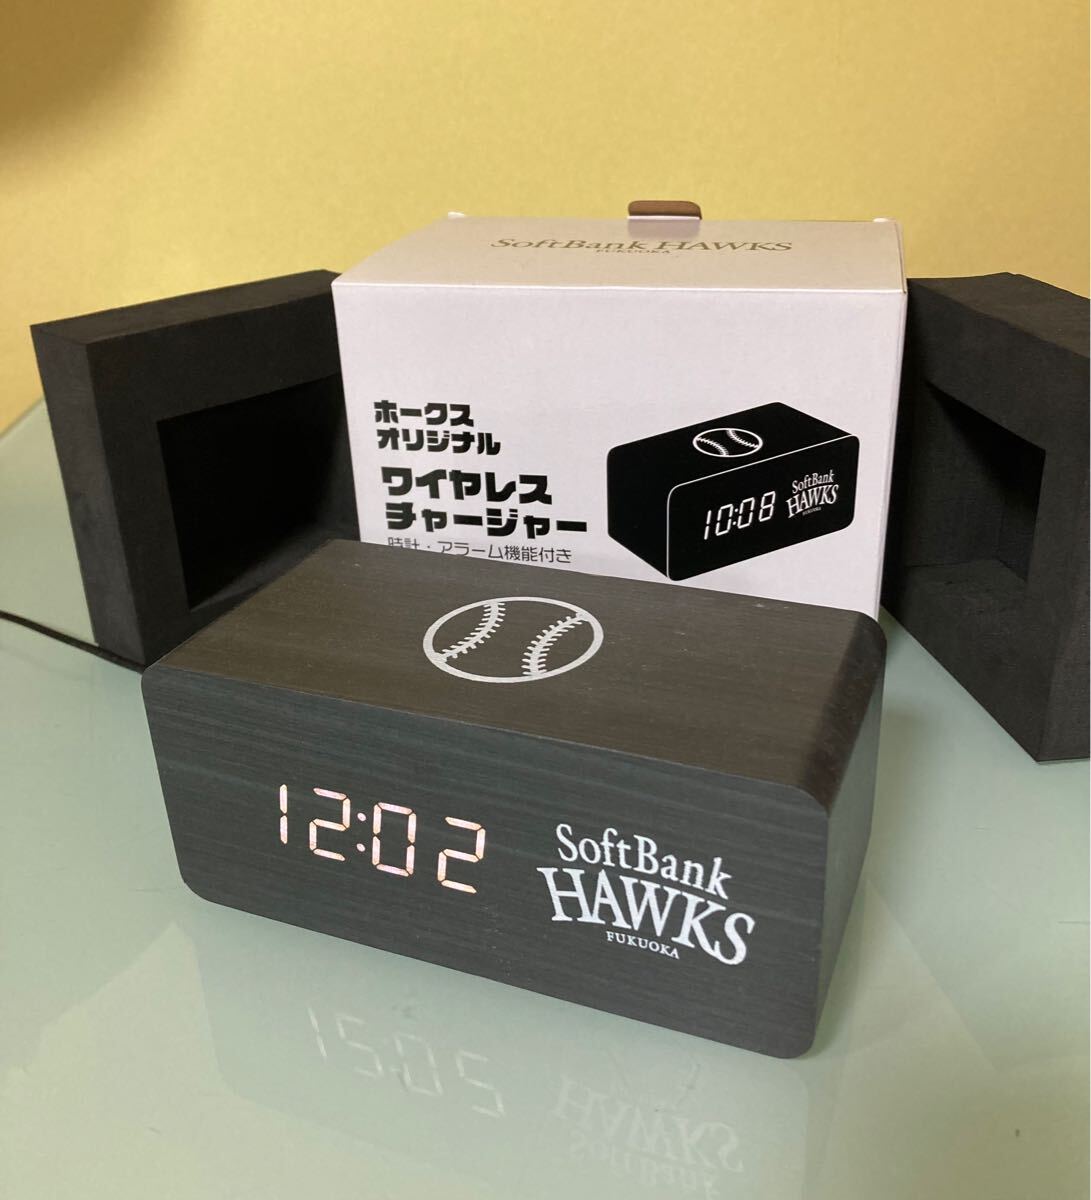 SoftBank HAWKS
FUKUOKA
ホークス
オリジナル
ワイヤレス
チャージャー
時計・アラーム機能付き
10:08
SoftBank
HAWKS
FUKUOKA
12:02
SoftBank
HAWKS
FUKUOKA